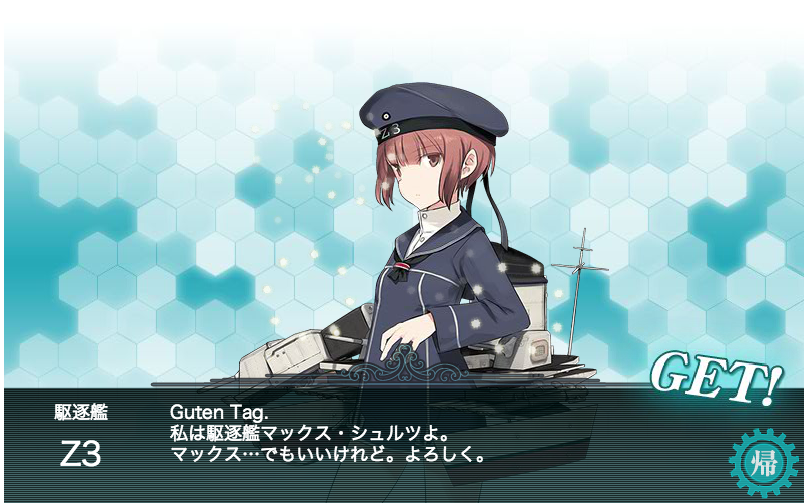 Z3
GET!
駆逐艦
Z3
Guten Tag.
私は駆逐艦マックス・シュルツよ。
マックス…でもいいけれど。よろしく。
帰